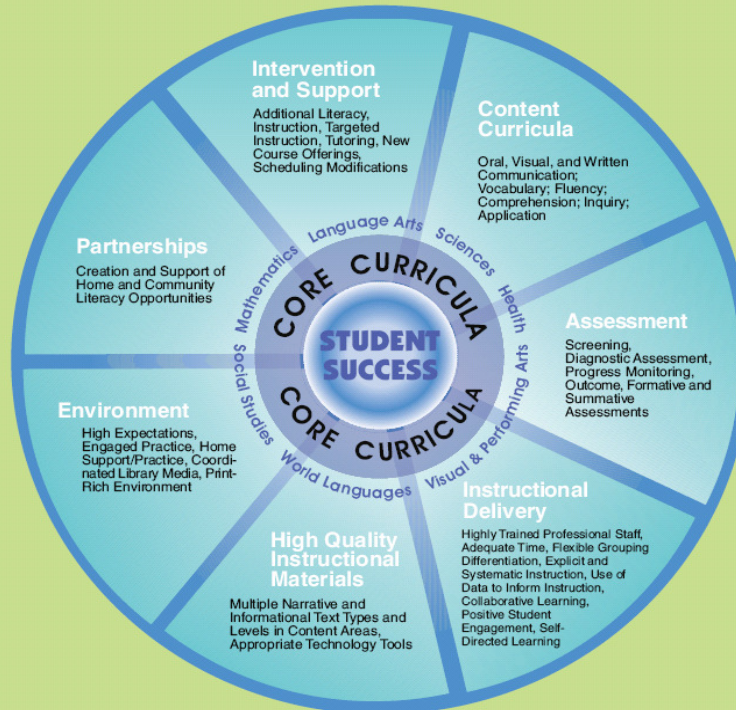 Intervention
and Support
Additional Literacy,
Instruction, Targeted
Instruction, Tutoring, New
Course Offerings,
Scheduling Modifications
Content
Curricula
Oral, Visual, and Written
Communication;
Vocabulary; Fluency;
Comprehension; Inquiry;
Application
Partnerships
Creation and Support of
Home and Community
Literacy Opportunities
Assessment
Screening,
Diagnostic Assessment,
Progress Monitoring,
Outcome, Formative and
Summative
Assessments
Environment
High Expectations,
Engaged Practice, Home
Support/Practice, Coordi-
nated Library Media, Print-
Rich Environment
High Quality
Instructional
Materials
Multiple Narrative and
Informational Text Types and
Levels in Content Areas,
Appropriate Technology Tools
Instructional
Delivery
Highly Trained Professional Staff,
Adequate Time, Flexible Grouping
Differentiation, Explicit and
Systematic Instruction, Use of
Data to Inform Instruction,
Collaborative Learning,
Positive Student
Engagement, Self-
Directed Learning
Social Studies
Mathematics
Language Arts
Sciences
Health
Visual & Performing Arts
World Languages
CORE CURRICULA
STUDENT
SUCCESS
CORE CURRICULA